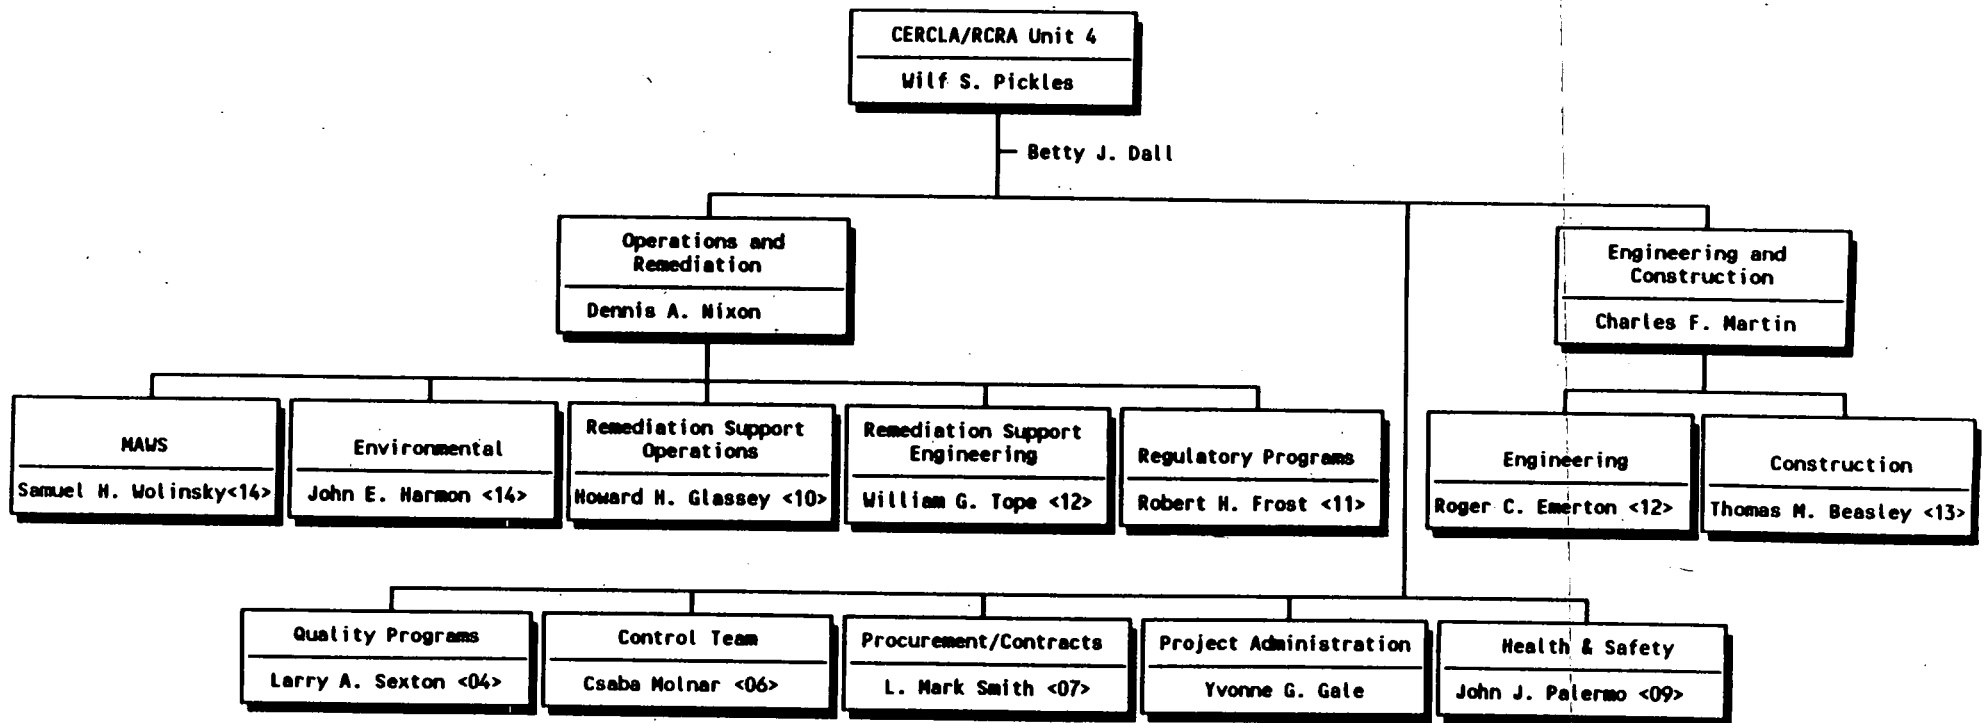 CERCLA/RCRA Unit 4
Wilf S. Pickles
Betty J. Dall
Operations and
Remediation
Dennis A. Nixon
Engineering and
Construction
Charles F. Martin
MAWS
Samuel H. Wolinsky<14>
Environmental
John E. Harmon <14>
Remediation Support
Operations
Howard H. Glassey <10>
Remediation Support
Engineering
William G. Tope <12>
Regulatory Programs
Robert H. Frost <11>
Engineering
Roger C. Emerton <12>
Construction
Thomas M. Beasley <13>
Quality Programs
Larry A. Sexton <04>
Control Team
Csaba Molnar <06>
Procurement/Contracts
L. Mark Smith <07>
Project Administration
Yvonne G. Gale
Health & Safety
John J. Palermo <09>